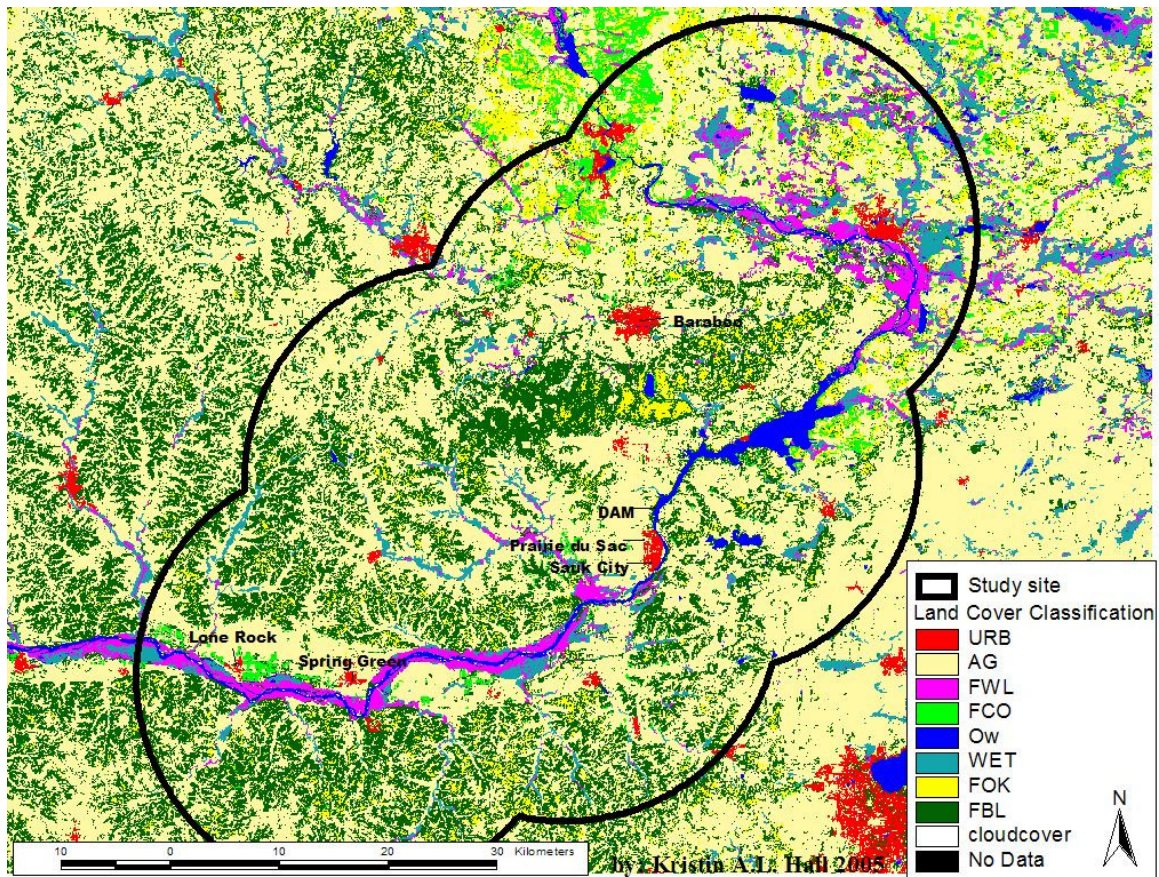 Baraboo
DAM
Prairie du Sac
Sauk City
Lone Rock
Spring Green
Study site
Land Cover Classification
URB
AG
FWL
FCO
Ow
WET
FOK
FBL
cloudcover
No Data
N
10 0 10 20 30 Kilometers
by: Kristin A.L. Hall 2005